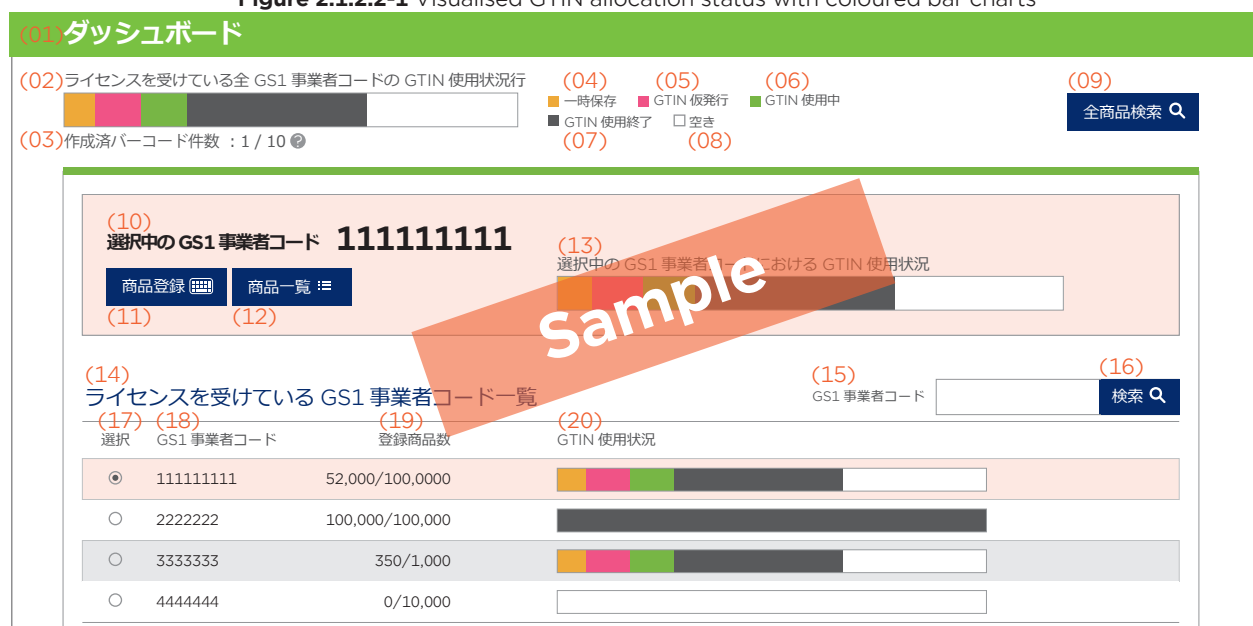 Figure 2.1.2.2-1 Visualised GTIN allocation status with coloured bar charts
(01)ダッシュボード
(02)ライセンスを受けている全 GS1 事業者コードの GTIN 使用状況行
(04) (05) (06)
一時保存 GTIN 仮発行 GTIN 使用中
GTIN 使用終了 空き
(07) (08)
(09)
全商品検索
(03)作成済バーコード件数 : 1 / 10 ?
(10)
選択中の GS1 事業者コード 111111111
商品登録 商品一覧
(11) (12)
(13)
選択中の GS1 事業者コードにおける GTIN 使用状況
Sample
(14)
ライセンスを受けている GS1 事業者コード一覧
(15)
GS1 事業者コード
(16)
検索
(17) (18) (19) (20)
選択 GS1 事業者コード 登録商品数 GTIN 使用状況
111111111 52,000/100,0000
2222222 100,000/100,000
3333333 350/1,000
4444444 0/10,000